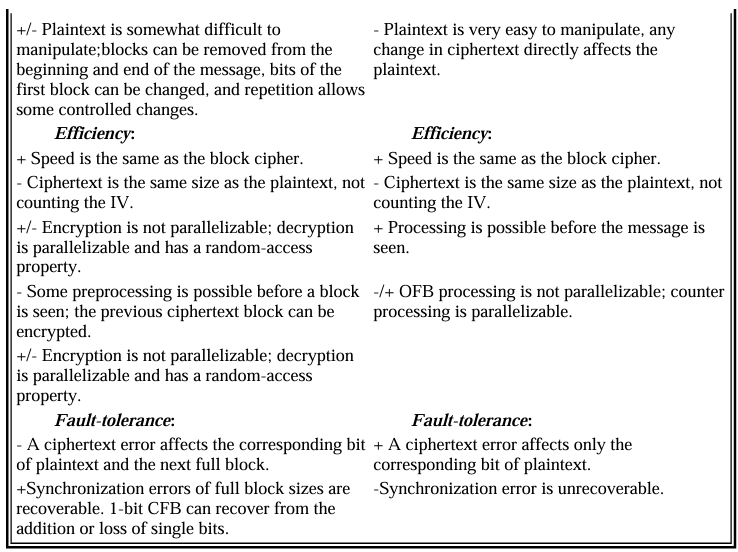 +/- Plaintext is somewhat difficult to
manipulate;blocks can be removed from the
beginning and end of the message, bits of the
first block can be changed, and repetition allows
some controlled changes.
- Plaintext is very easy to manipulate, any
change in ciphertext directly affects the
plaintext.
Efficiency:
Efficiency:
+ Speed is the same as the block cipher.
+ Speed is the same as the block cipher.
- Ciphertext is the same size as the plaintext, not
counting the IV.
- Ciphertext is the same size as the plaintext, not
counting the IV.
+/- Encryption is not parallelizable; decryption
is parallelizable and has a random-access
property.
+ Processing is possible before the message is
seen.
- Some preprocessing is possible before a block
is seen; the previous ciphertext block can be
encrypted.
-/+ OFB processing is not parallelizable; counter
processing is parallelizable.
+/- Encryption is not parallelizable; decryption
is parallelizable and has a random-access
property.
Fault-tolerance:
Fault-tolerance:
- A ciphertext error affects the corresponding bit
of plaintext and the next full block.
+ A ciphertext error affects only the
corresponding bit of plaintext.
+Synchronization errors of full block sizes are
recoverable. 1-bit CFB can recover from the
addition or loss of single bits.
-Synchronization error is unrecoverable.